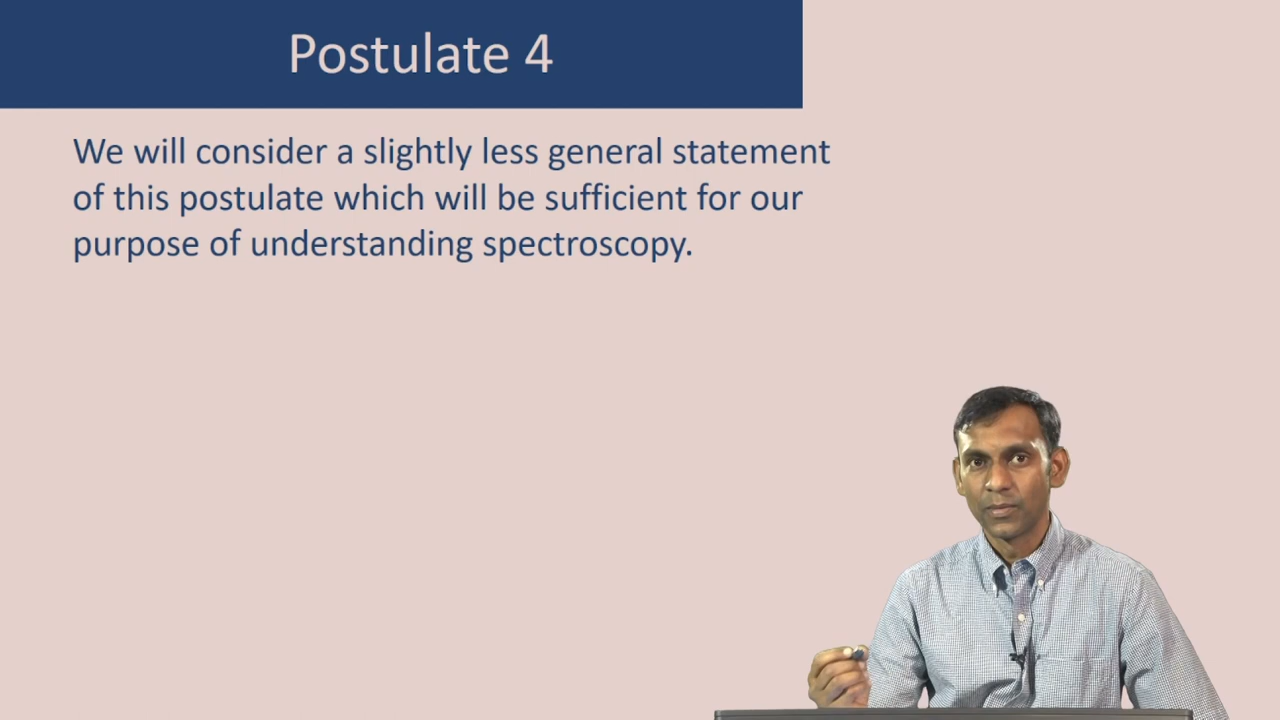 Postulate 4
We will consider a slightly less general statement
of this postulate which will be sufficient for our
purpose of understanding spectroscopy.